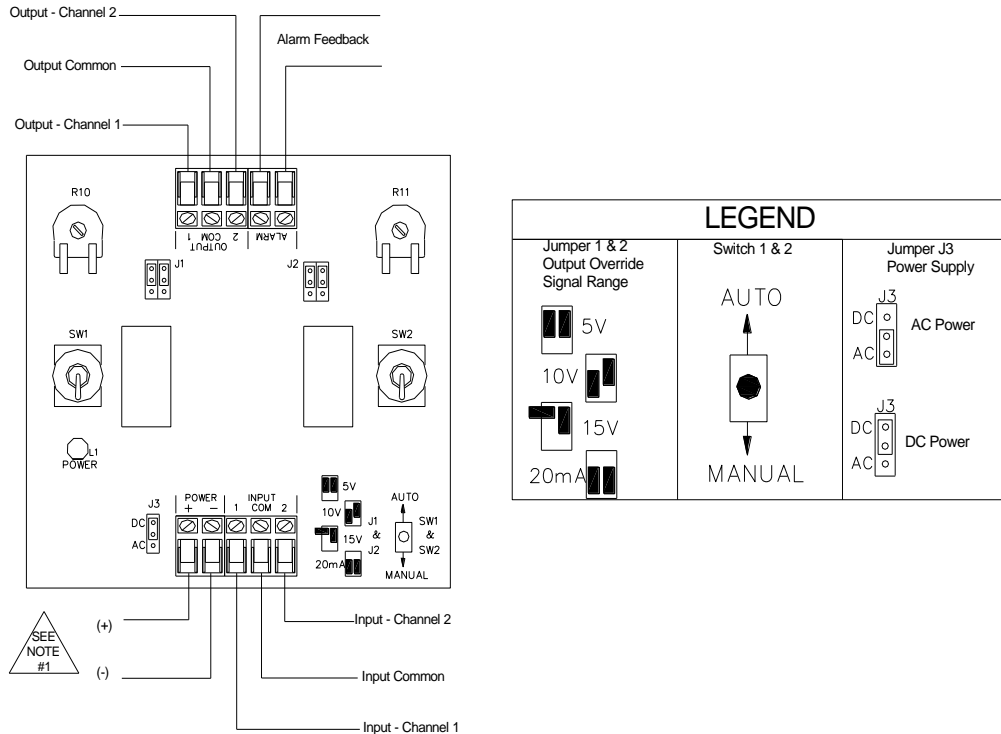 Output - Channel 2
Alarm Feedback
Output Common
Output - Channel 1
R10
R11
1 COM 2
OUTPUT
ALARM
J1
J2
SW1
SW2
L1
POWER
J3
DC
AC
POWER
+ -
INPUT
1 COM 2
5V
10V
15V
20mA
J1
&
J2
AUTO
SW1
&
SW2
MANUAL
SEE
NOTE
#1
(+)
(-)
Input - Channel 2
Input Common
Input - Channel 1
LEGEND
Jumper 1 & 2
Output Override
Signal Range
5V
10V
15V
20mA
Switch 1 & 2
AUTO
MANUAL
Jumper J3
Power Supply
J3
DC
AC
AC Power
J3
DC
AC
DC Power